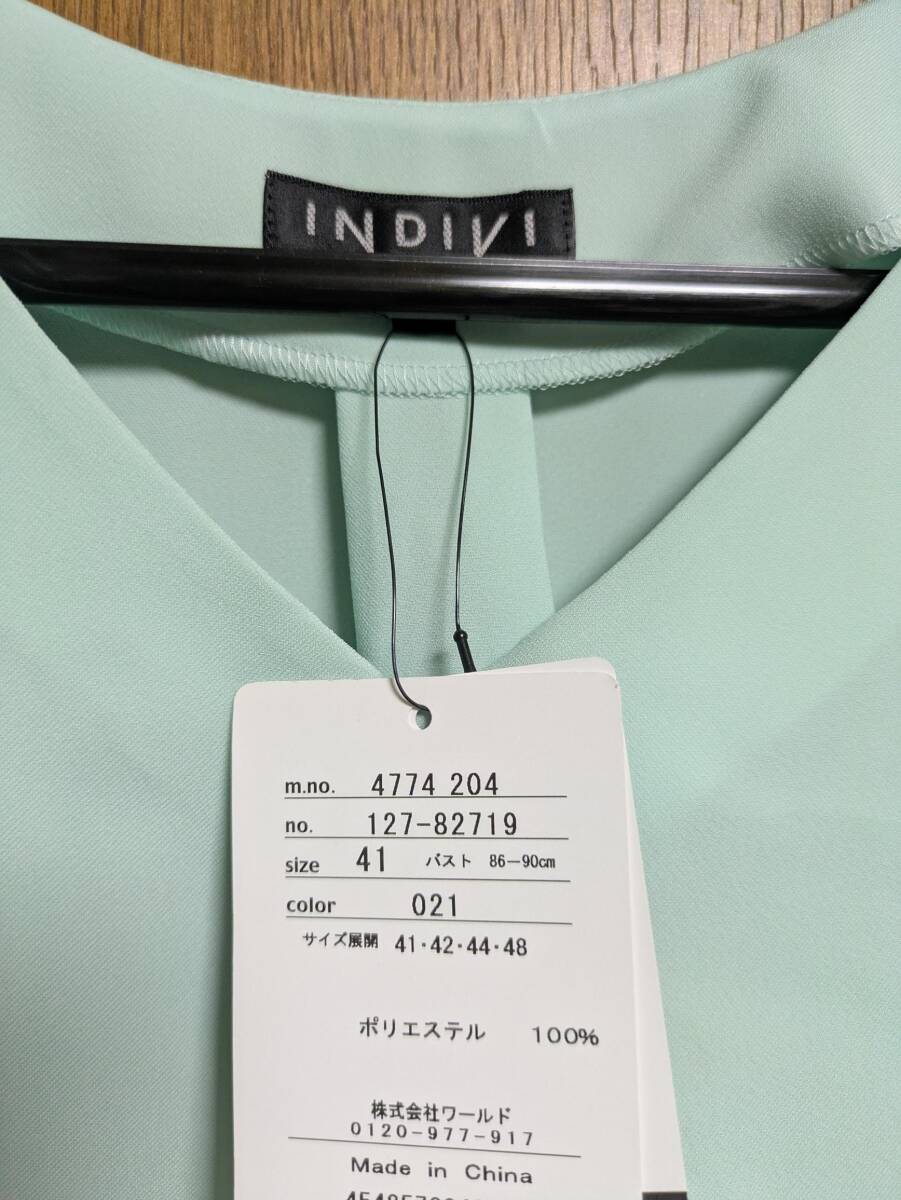 INDIVI
m.no. 4774 204
no. 127-82719
size 41 バスト 86-90cm
color 021
サイズ展開 41・42・44・48
ポリエステル 100%
株式会社ワールド
0120-977-917
Made in China